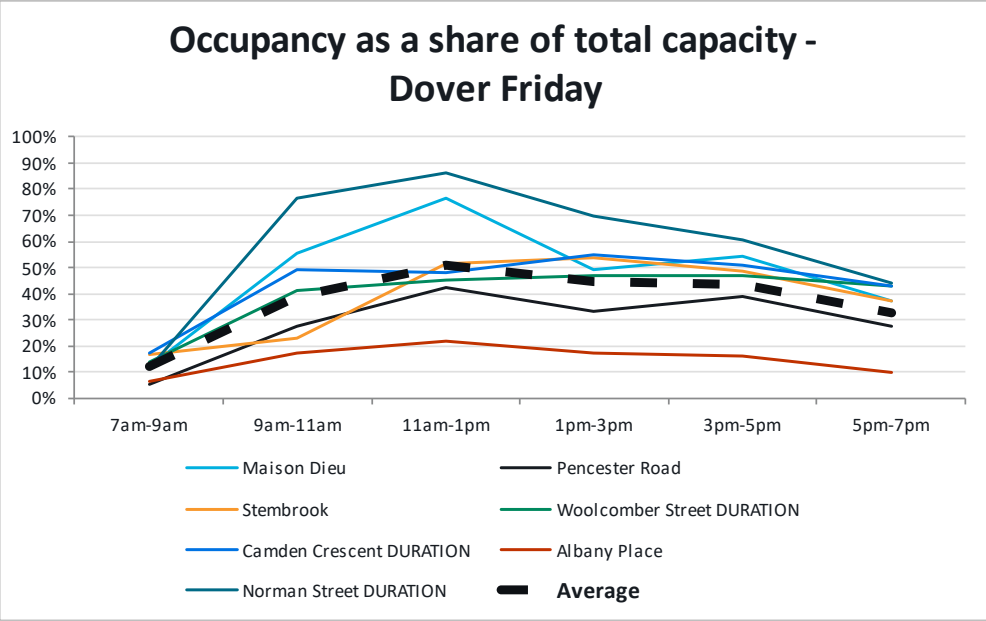 Occupancy as a share of total capacity -
Dover Friday
100%
90%
80%
70%
60%
50%
40%
30%
20%
10%
0%
7am-9am 9am-11am 11am-1pm 1pm-3pm 3pm-5pm 5pm-7pm
Maison Dieu Pencester Road
Stembrook Woolcomber Street DURATION
Camden Crescent DURATION Albany Place
Norman Street DURATION Average